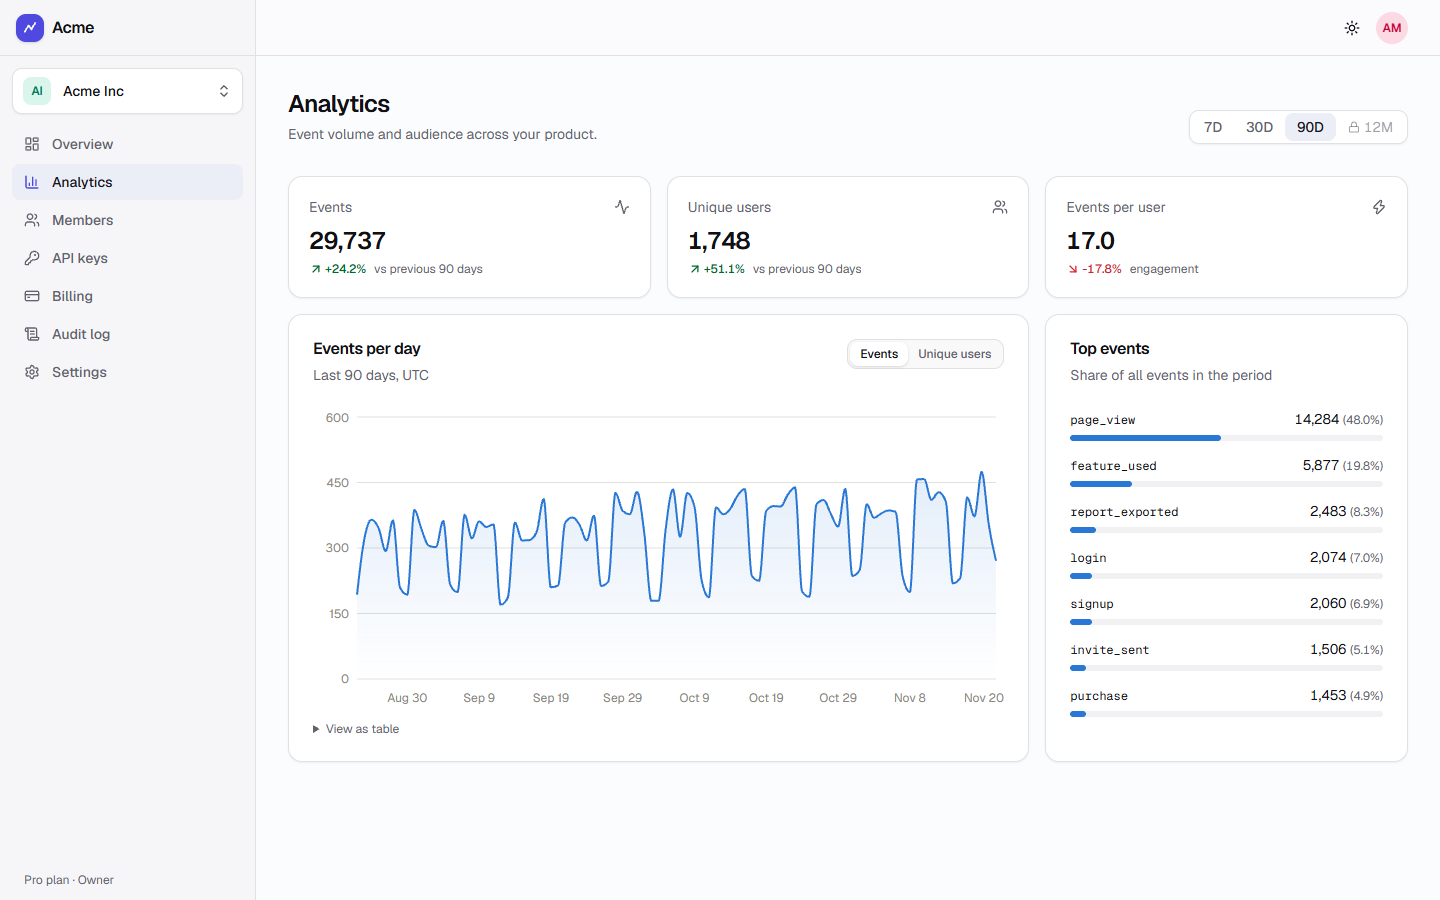 Acme
AM
AI Acme Inc
Overview
Analytics
Members
API keys
Billing
Audit log
Settings
Pro plan · Owner
Analytics
Event volume and audience across your product.
7D 30D 90D 12M
Events
29,737
+24.2% vs previous 90 days
Unique users
1,748
+51.1% vs previous 90 days
Events per user
17.0
-17.8% engagement
Events per day
Last 90 days, UTC
Events Unique users
600
450
300
150
0
Aug 30 Sep 9 Sep 19 Sep 29 Oct 9 Oct 19 Oct 29 Nov 8 Nov 20
View as table
Top events
Share of all events in the period
page_view 14,284 (48.0%)
feature_used 5,877 (19.8%)
report_exported 2,483 (8.3%)
login 2,074 (7.0%)
signup 2,060 (6.9%)
invite_sent 1,506 (5.1%)
purchase 1,453 (4.9%)